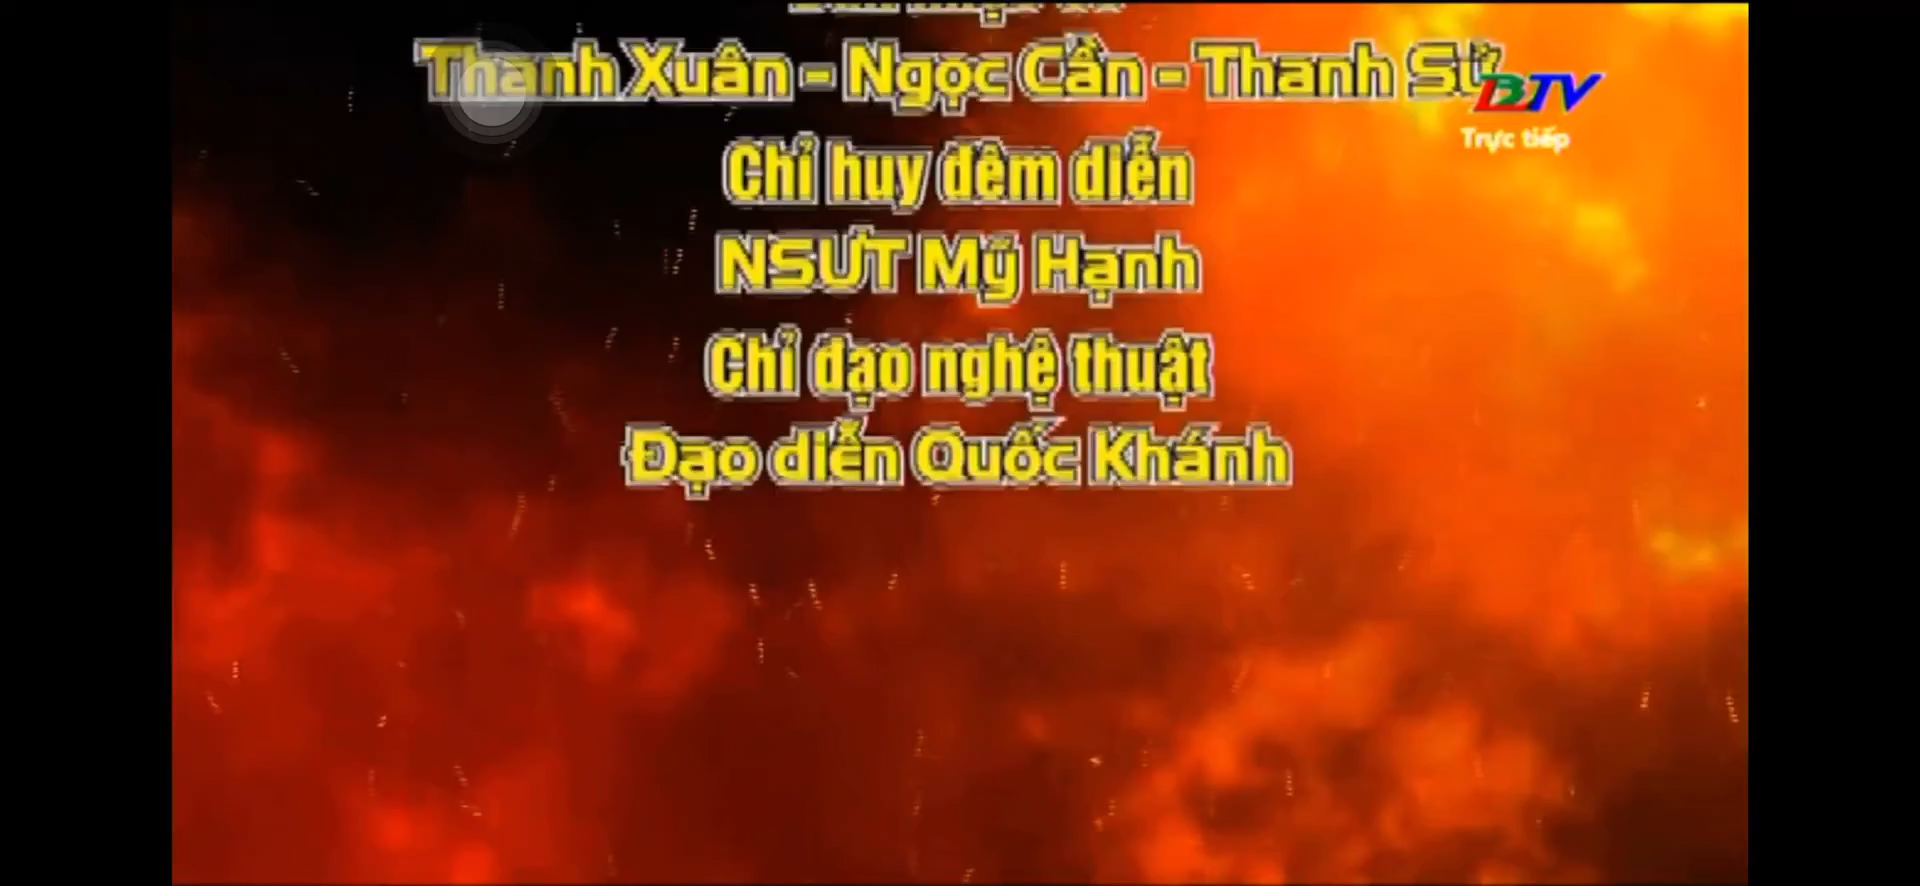 Thanh Xuân - Ngọc Cần - Thanh Sử
BTV
Trực tiếp
Chỉ huy đêm diễn
NSƯT Mỹ Hạnh
Chỉ đạo nghệ thuật
Đạo diễn Quốc Khánh